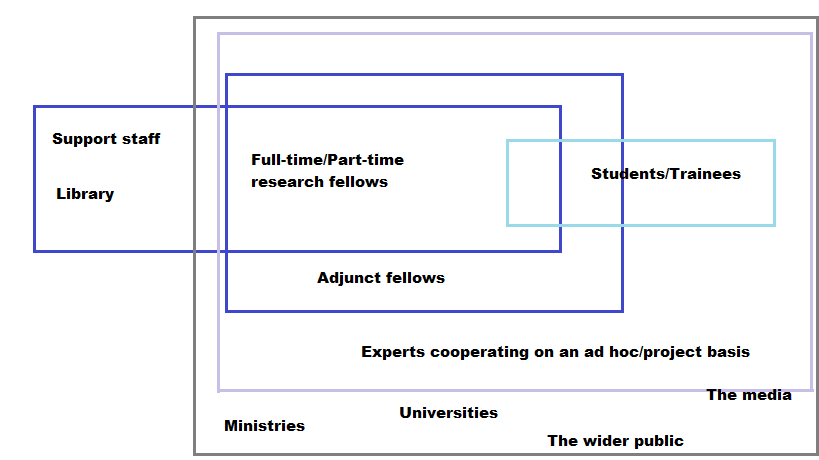 Support staff
Library
Full-time/Part-time
research fellows
Students/Trainees
Adjunct fellows
Experts cooperating on an ad hoc/project basis
The media
Universities
Ministries
The wider public